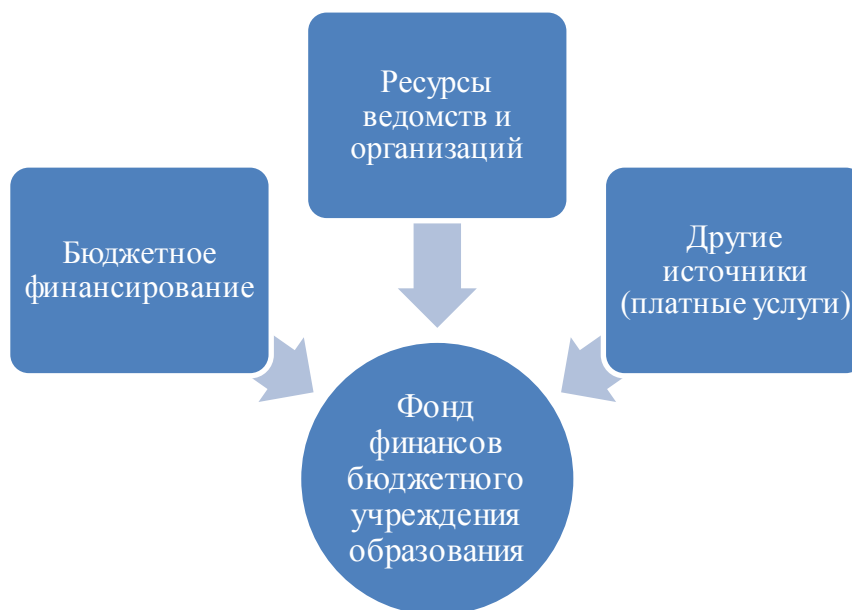 Ресурсы
ведомств и
организаций
Бюджетное
финансирование
Другие
источники
(платные услуги)
Фонд
финансов
бюджетного
учреждения
образования